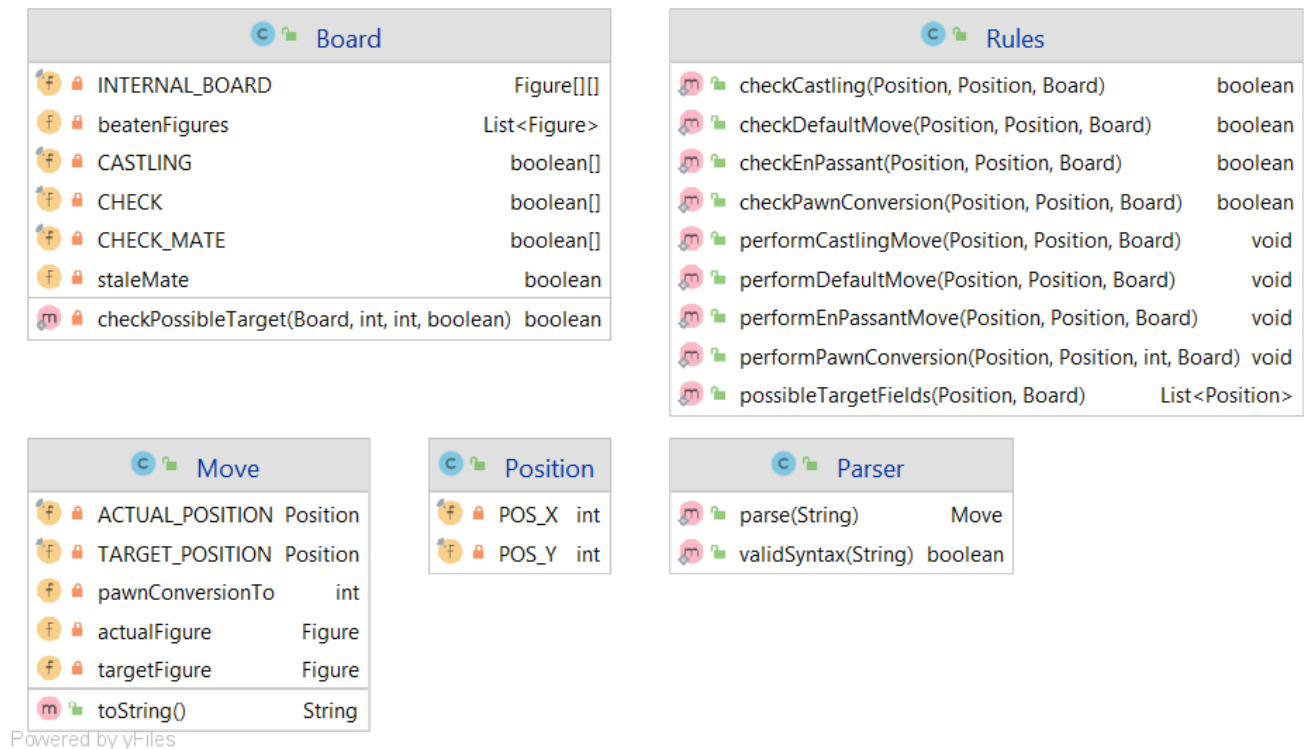 Board
INTERNAL_BOARD Figure[][]
beatenFigures List<Figure>
CASTLING boolean[]
CHECK boolean[]
CHECK_MATE boolean[]
staleMate boolean
checkPossibleTarget(Board, int, int, boolean) boolean
Rules
checkCastling(Position, Position, Board) boolean
checkDefaultMove(Position, Position, Board) boolean
checkEnPassant(Position, Position, Board) boolean
checkPawnConversion(Position, Position, Board) boolean
performCastlingMove(Position, Position, Board) void
performDefaultMove(Position, Position, Board) void
performEnPassantMove(Position, Position, Board) void
performPawnConversion(Position, Position, int, Board) void
possibleTargetFields(Position, Board) List<Position>
Move
ACTUAL_POSITION Position
TARGET_POSITION Position
pawnConversionTo int
actualFigure Figure
targetFigure Figure
toString() String
Position
POS_X int
POS_Y int
Parser
parse(String) Move
validSyntax(String) boolean
Powered by yFiles